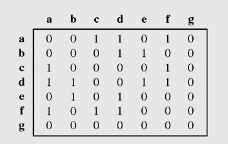 a b c d e f g
a 0 0 1 1 0 1 0
b 0 0 0 1 1 0 0
c 1 0 0 0 0 1 0
d 1 1 0 0 1 1 0
e 0 1 0 1 0 0 0
f 1 0 1 1 0 0 0
g 0 0 0 0 0 0 0